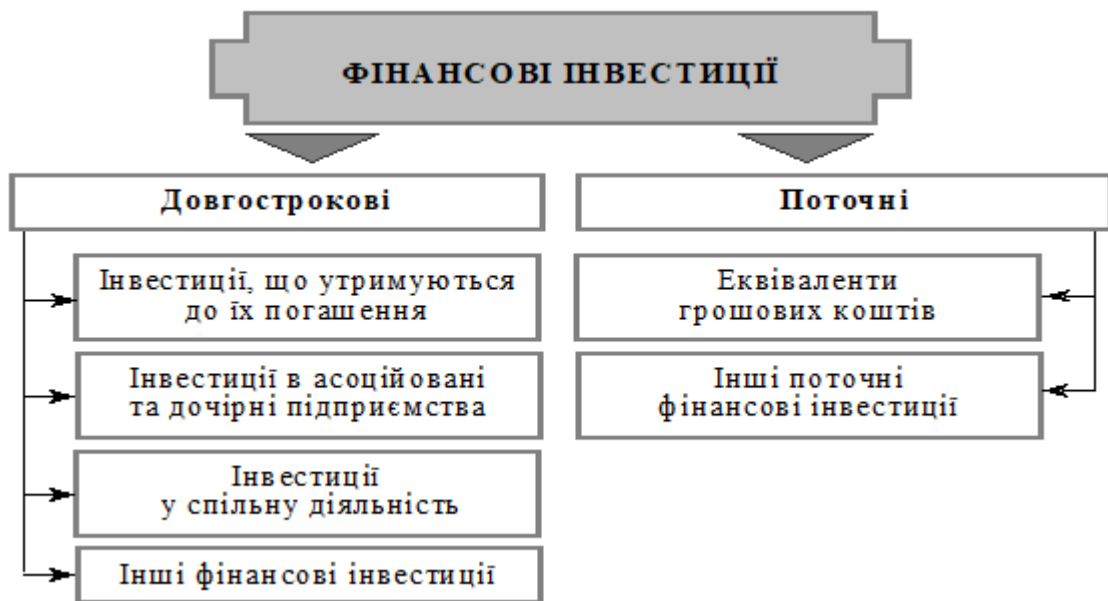 ФІНАНСОВІ ІНВЕСТИЦІЇ
Довгострокові
Інвестиції, що утримуються
до їх погашення
Інвестиції в асоційовані
та дочірні підприємства
Інвестиції
у спільну діяльність
Інші фінансові інвестиції
Поточні
Еквіваленти
грошових коштів
Інші поточні
фінансові інвестиції